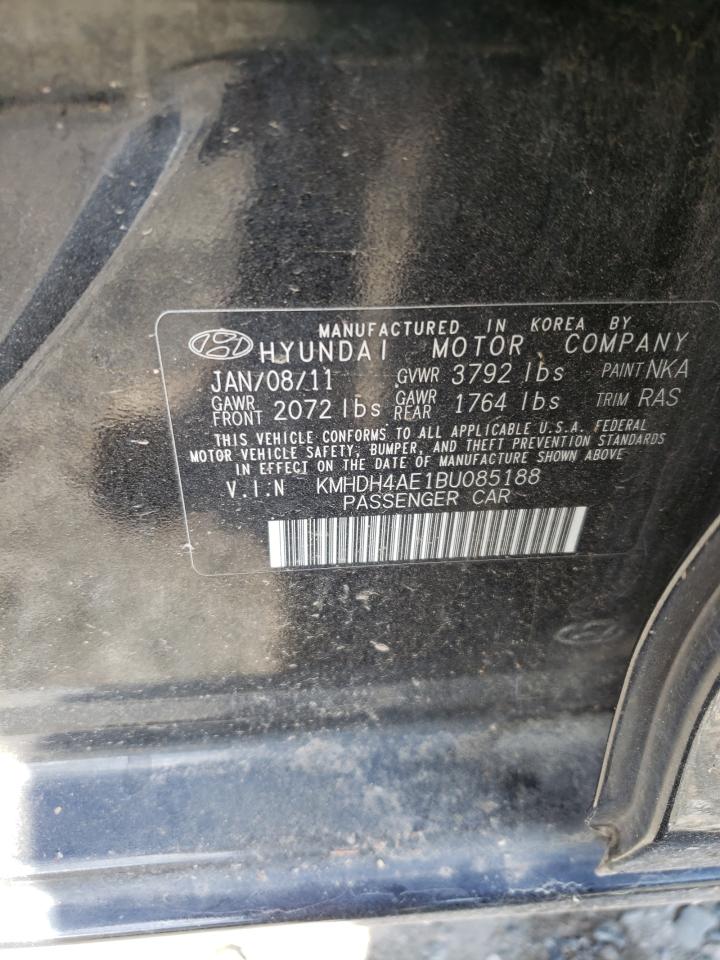 MANUFACTURED IN KOREA BY
HYUNDAI MOTOR COMPANY
JAN/08/11 GVWR 3792 lbs PAINT NKA
GAWR FRONT 2072 lbs GAWR REAR 1764 lbs TRIM RAS
THIS VEHICLE CONFORMS TO ALL APPLICABLE U.S.A. FEDERAL
MOTOR VEHICLE SAFETY, BUMPER, AND THEFT PREVENTION STANDARDS
IN EFFECT ON THE DATE OF MANUFACTURE SHOWN ABOVE
V.I.N KMHDH4AE1BU085188
PASSENGER CAR